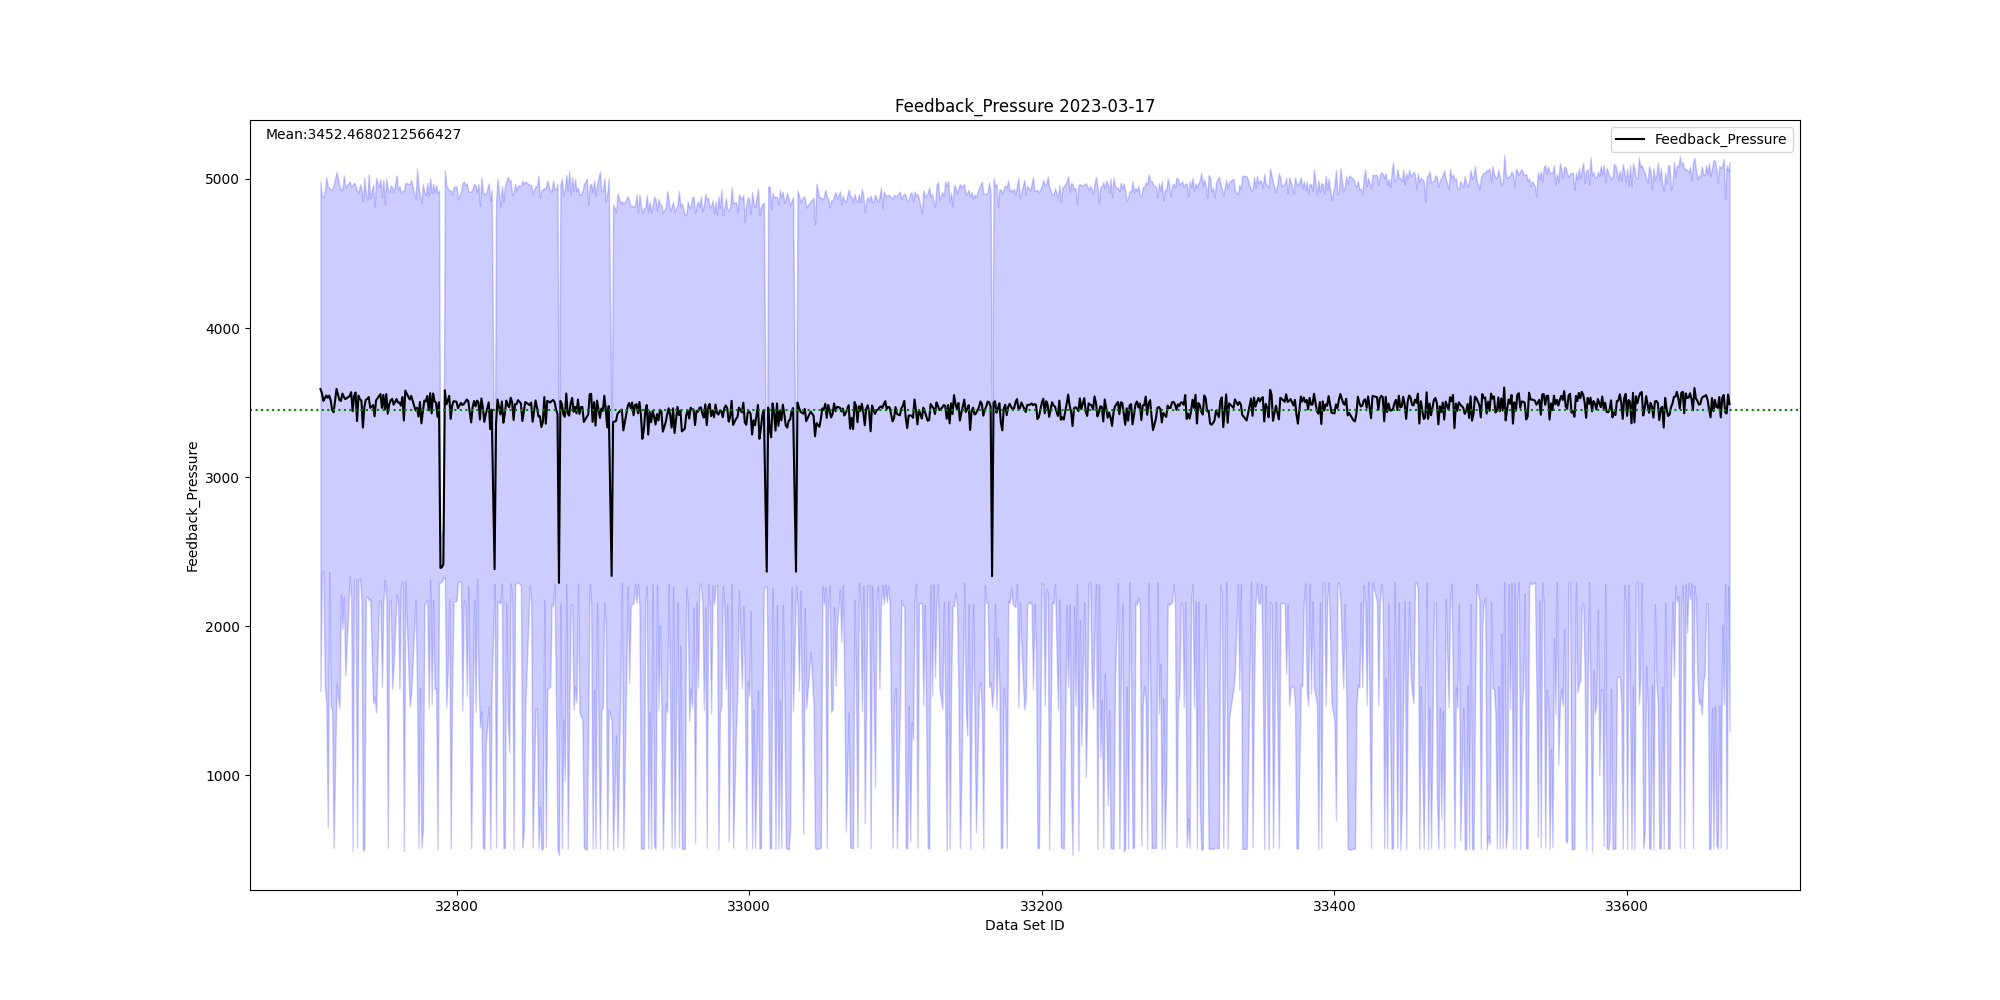 Feedback_Pressure 2023-03-17
Mean:3452.4680212566427
Feedback_Pressure
5000
4000
3000
2000
1000
Feedback_Pressure
32800
33000
33200
33400
33600
Data Set ID